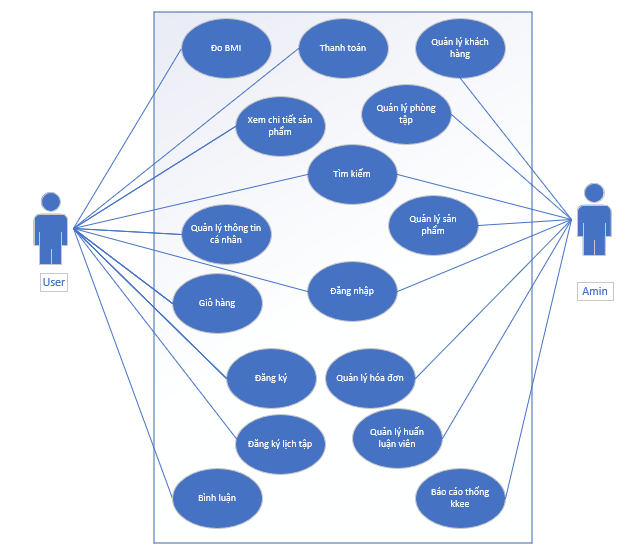 Đo BMI
Thanh toán
Quản lý khách
hàng
Xem chi tiết sản
phẩm
Quản lý phòng
tập
Tìm kiếm
Quản lý thông tin
cá nhân
Quản lý sản
phẩm
User
Amin
Giỏ hàng
Đăng nhập
Đăng ký
Quản lý hóa đơn
Đăng ký lịch tập
Quản lý huấn
luận viên
Bình luận
Báo cáo thống
kkee